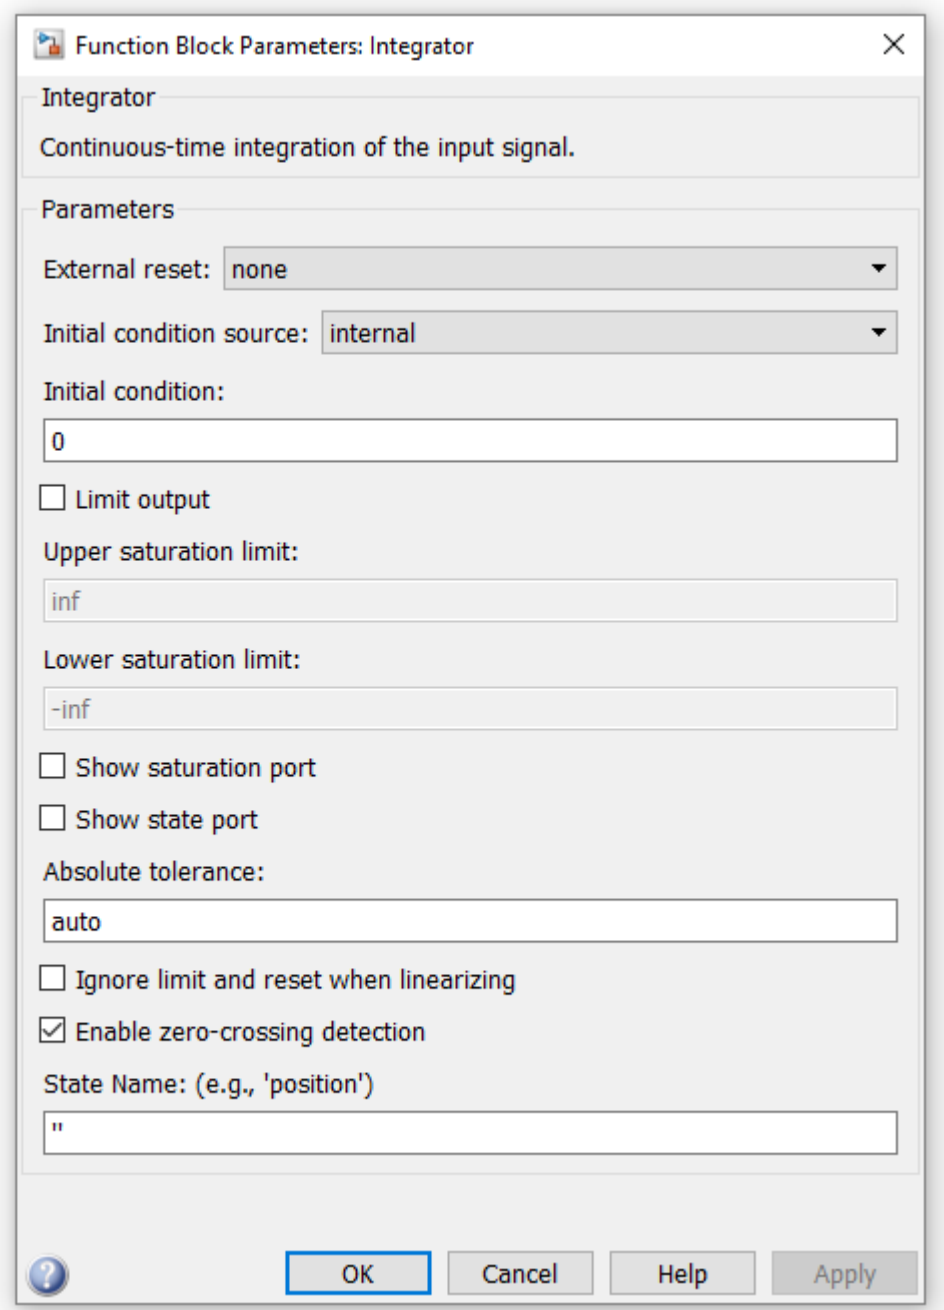 Function Block Parameters: Integrator
Integrator
Continuous-time integration of the input signal.
Parameters
External reset: none
Initial condition source: internal
Initial condition:
0
Limit output
Upper saturation limit:
inf
Lower saturation limit:
-inf
Show saturation port
Show state port
Absolute tolerance:
auto
Ignore limit and reset when linearizing
Enable zero-crossing detection
State Name: (e.g., 'position')
''
OK Cancel Help Apply